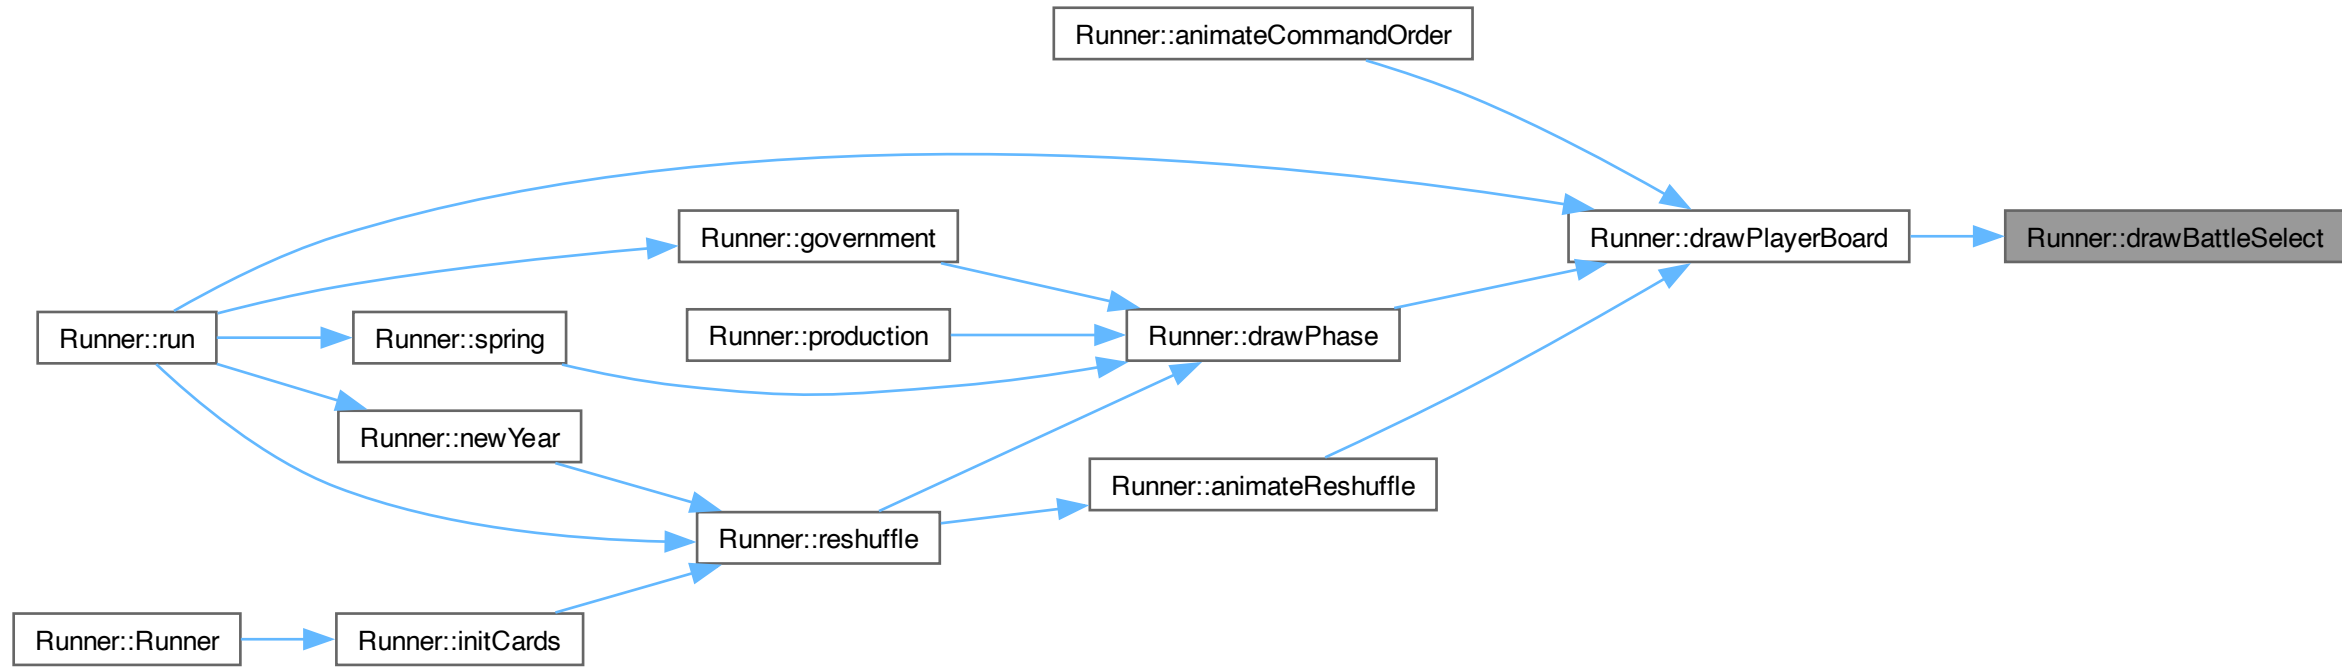 Runner::animateCommandOrder
Runner::government
Runner::drawPlayerBoard
Runner::drawBattleSelect
Runner::run
Runner::spring
Runner::production
Runner::drawPhase
Runner::newYear
Runner::animateReshuffle
Runner::reshuffle
Runner::Runner
Runner::initCards